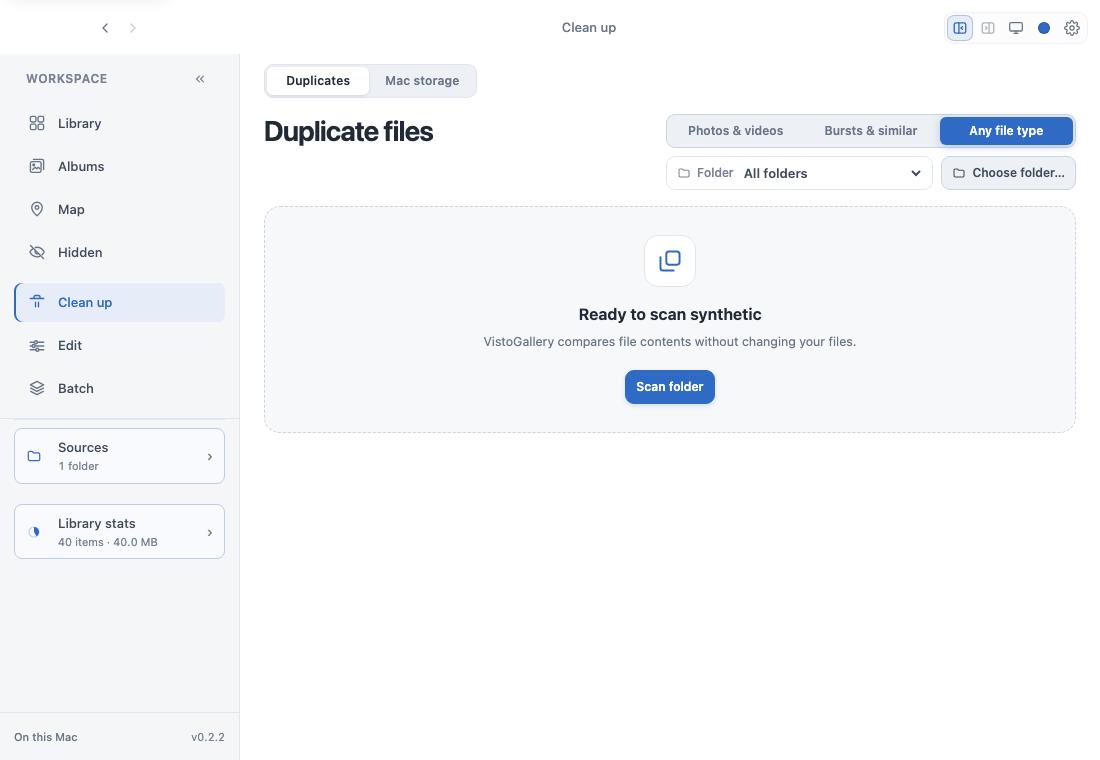 Clean up
WORKSPACE
Library
Albums
Map
Hidden
Clean up
Edit
Batch
Sources
1 folder
Library stats
40 items · 40.0 MB
On this Mac
v0.2.2
Duplicates
Mac storage
Duplicate files
Photos & videos
Bursts & similar
Any file type
Folder All folders
Choose folder...
Ready to scan synthetic
VistoGallery compares file contents without changing your files.
Scan folder